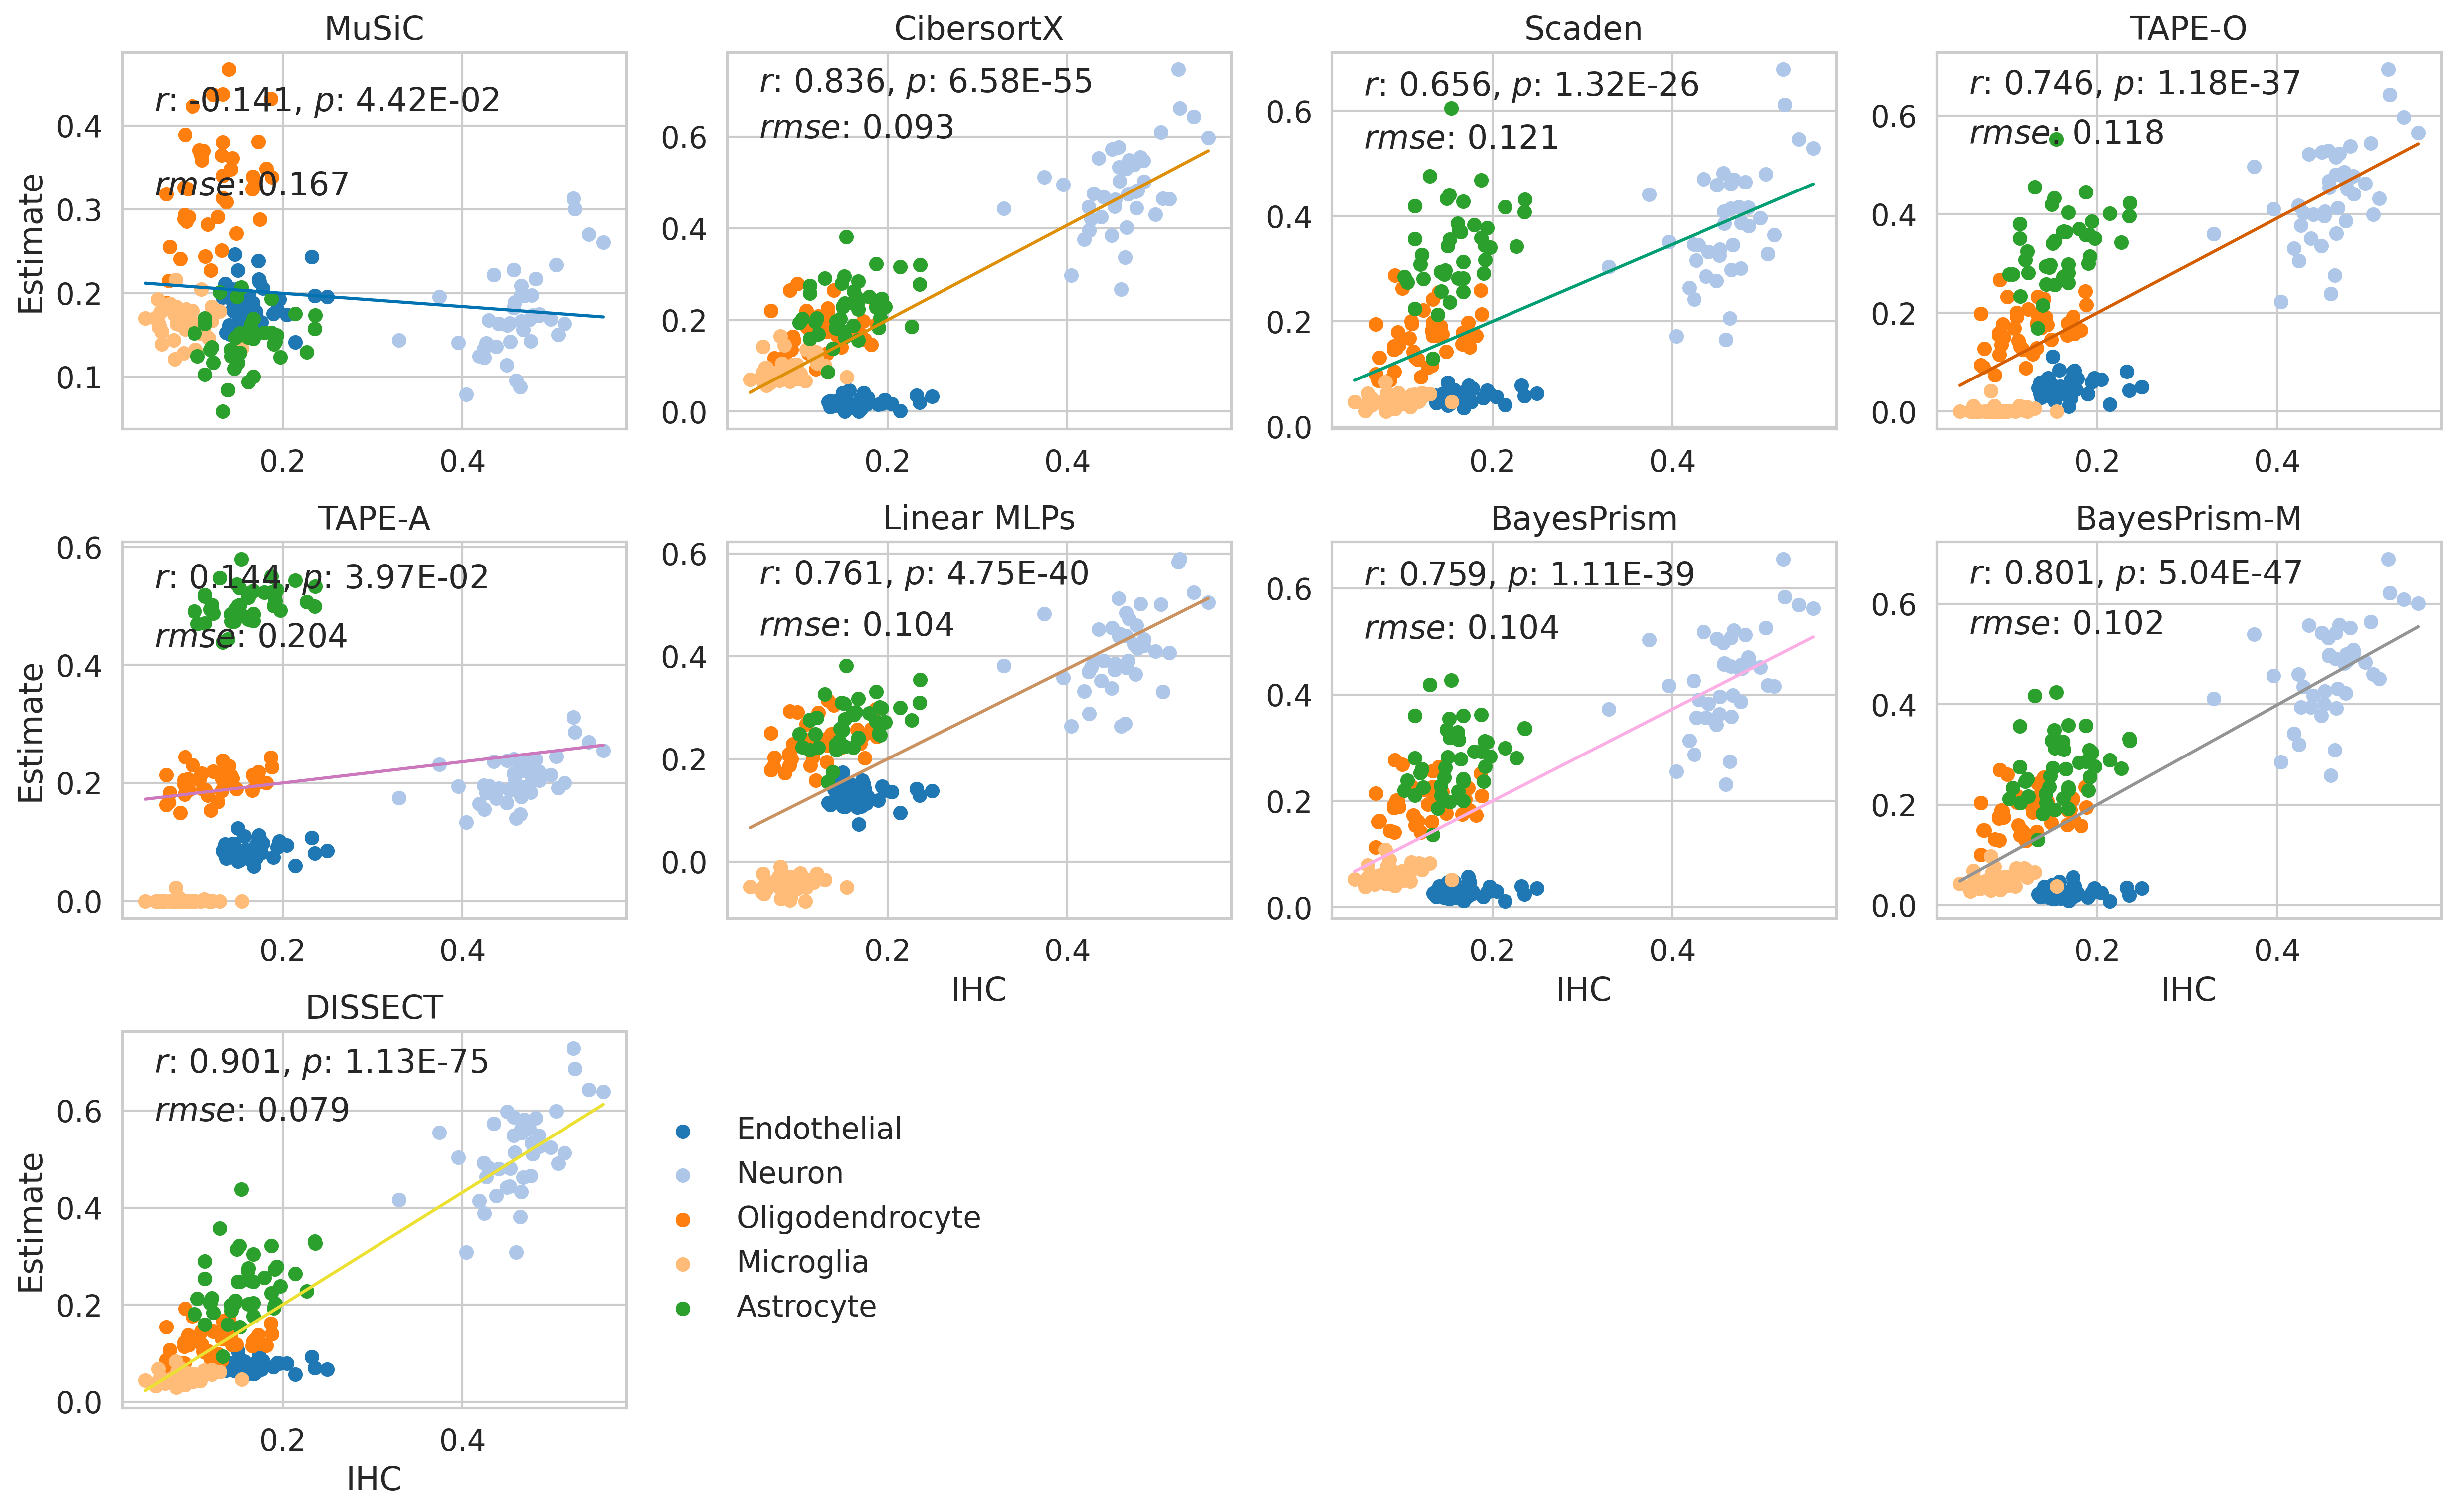 MuSiC
CibersortX
Scaden
TAPE-O
r: -0.141, p: 4.42E-02
rmse: 0.167
r: 0.836, p: 6.58E-55
rmse: 0.093
r: 0.656, p: 1.32E-26
rmse: 0.121
r: 0.746, p: 1.18E-37
rmse: 0.118
Estimate
0.4
0.3
0.2
0.1
0.2
0.4
0.6
0.4
0.2
0.0
0.2
0.4
0.6
0.4
0.2
0.0
0.2
0.4
0.6
0.4
0.2
0.0
0.2
0.4
TAPE-A
Linear MLPs
BayesPrism
BayesPrism-M
r: 0.144, p: 3.97E-02
rmse: 0.204
r: 0.761, p: 4.75E-40
rmse: 0.104
r: 0.759, p: 1.11E-39
rmse: 0.104
r: 0.801, p: 5.04E-47
rmse: 0.102
Estimate
0.6
0.4
0.2
0.0
0.2
0.4
0.6
0.4
0.2
0.0
0.2
0.4
IHC
0.6
0.4
0.2
0.0
0.2
0.4
IHC
0.6
0.4
0.2
0.0
0.2
0.4
IHC
DISSECT
r: 0.901, p: 1.13E-75
rmse: 0.079
Estimate
0.6
0.4
0.2
0.0
0.2
0.4
IHC
Endothelial
Neuron
Oligodendrocyte
Microglia
Astrocyte